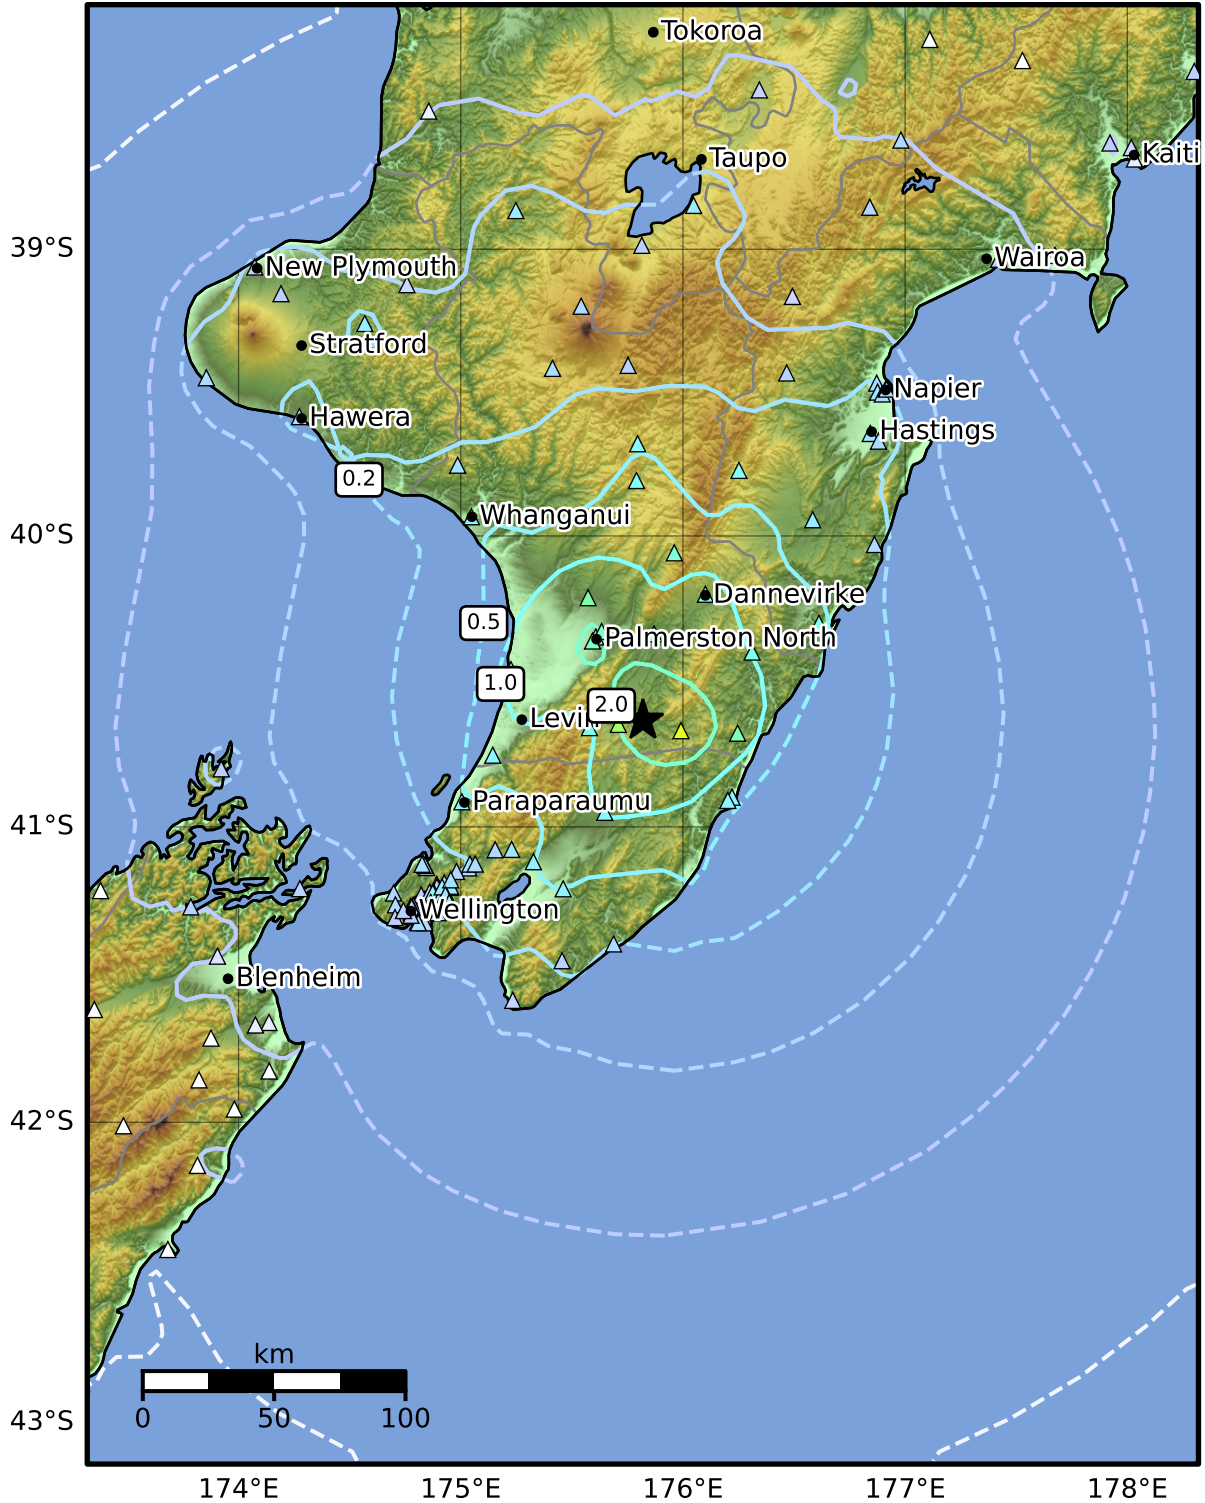 Tokoroa
Taupo
Kaiti
39°S
Wairoa
New Plymouth
Stratford
Napier
Hawera
Hastings
0.2
Whanganui
40°S
Dannevirke
0.5
Palmerston North
1.0
2.0
Levin
Paraparaumu
41°S
Wellington
Blenheim
42°S
km
0 50 100
43°S
174°E 175°E 176°E 177°E 178°E